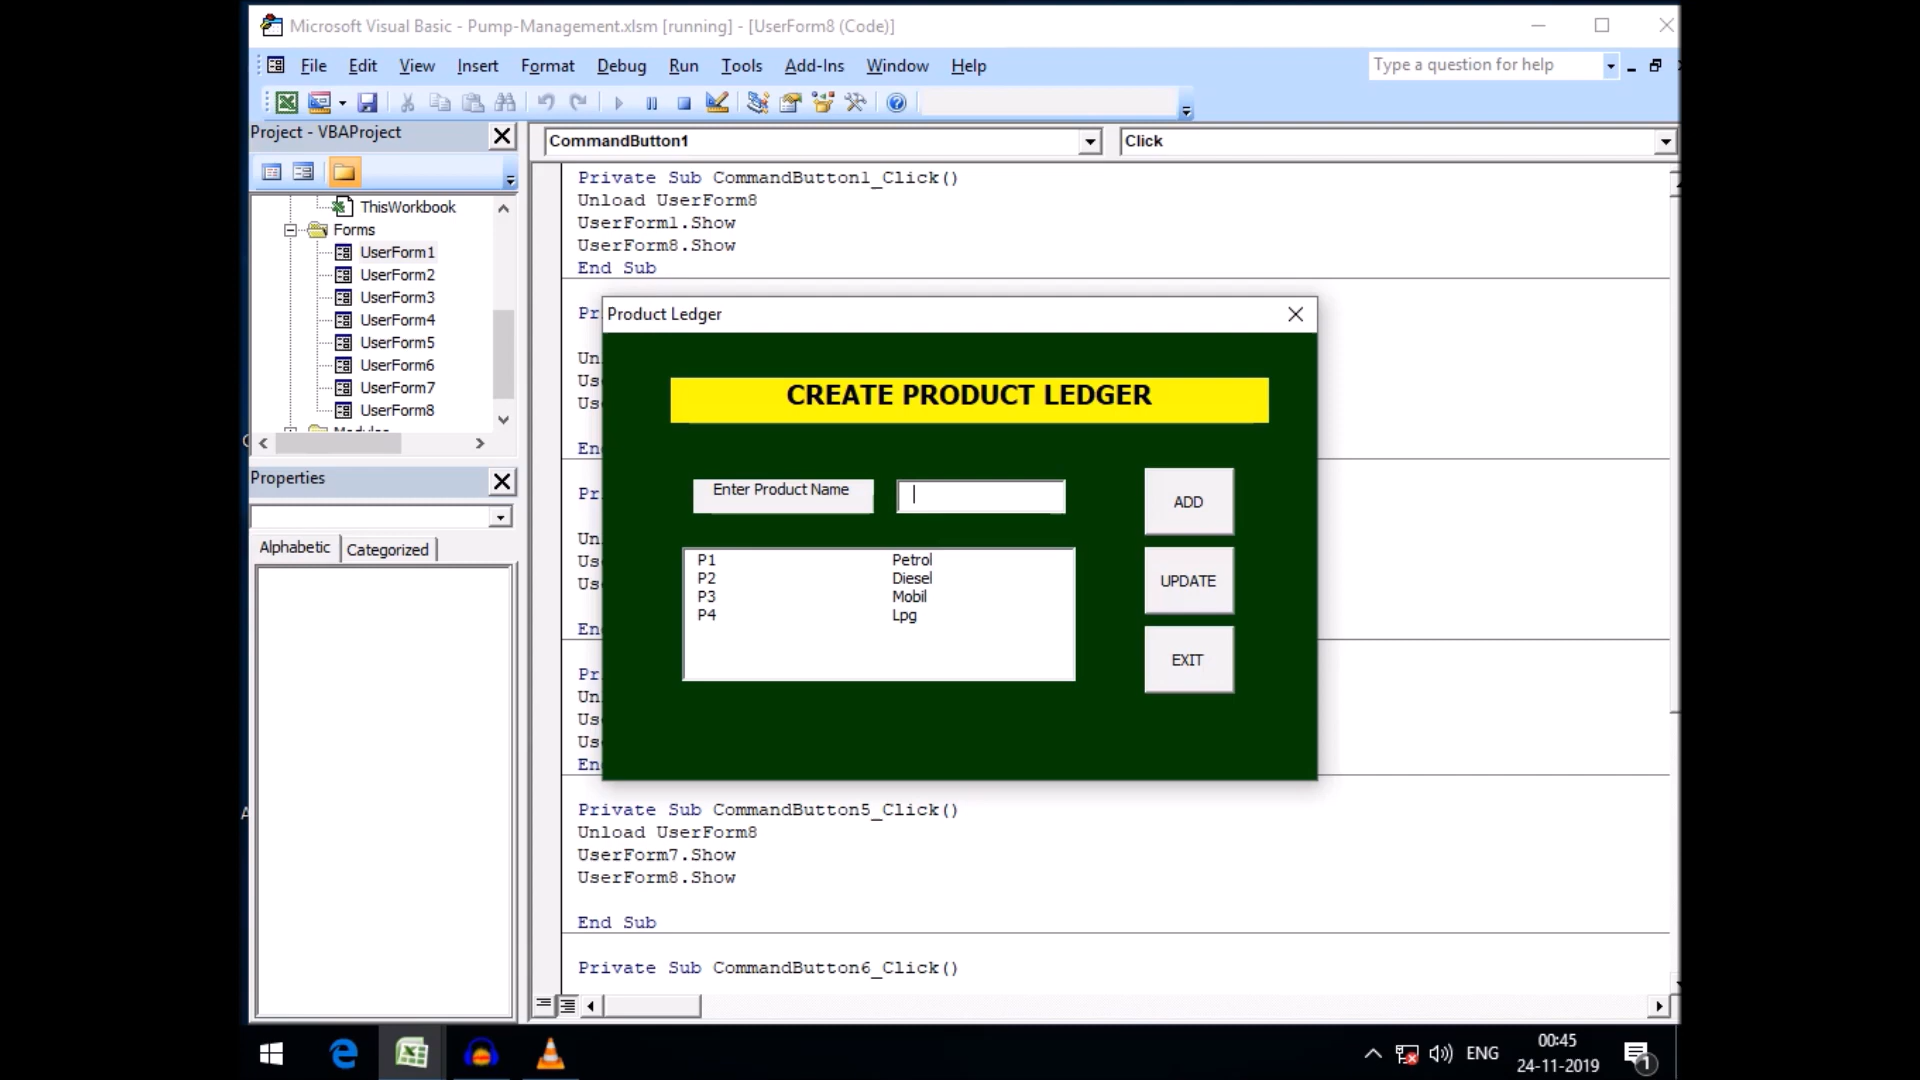 Microsoft Visual Basic - Pump-Management.xlsm [running] - [UserForm8 (Code)]
File Edit View Insert Format Debug Run Tools Add-Ins Window Help
Type a question for help
Project - VBAProject
CommandButton1
Click
ThisWorkbook
Forms
UserForm1
UserForm2
UserForm3
UserForm4
UserForm5
UserForm6
UserForm7
UserForm8
Properties
Alphabetic Categorized
Private Sub CommandButton1_Click()
Unload UserForm8
UserForm1.Show
UserForm8.Show
End Sub
Product Ledger
CREATE PRODUCT LEDGER
Enter Product Name
ADD
P1 Petrol
P2 Diesel
P3 Mobil
P4 Lpg
UPDATE
EXIT
Private Sub CommandButton5_Click()
Unload UserForm8
UserForm7.Show
UserForm8.Show
End Sub
Private Sub CommandButton6_Click()
ENG
00:45
24-11-2019
1